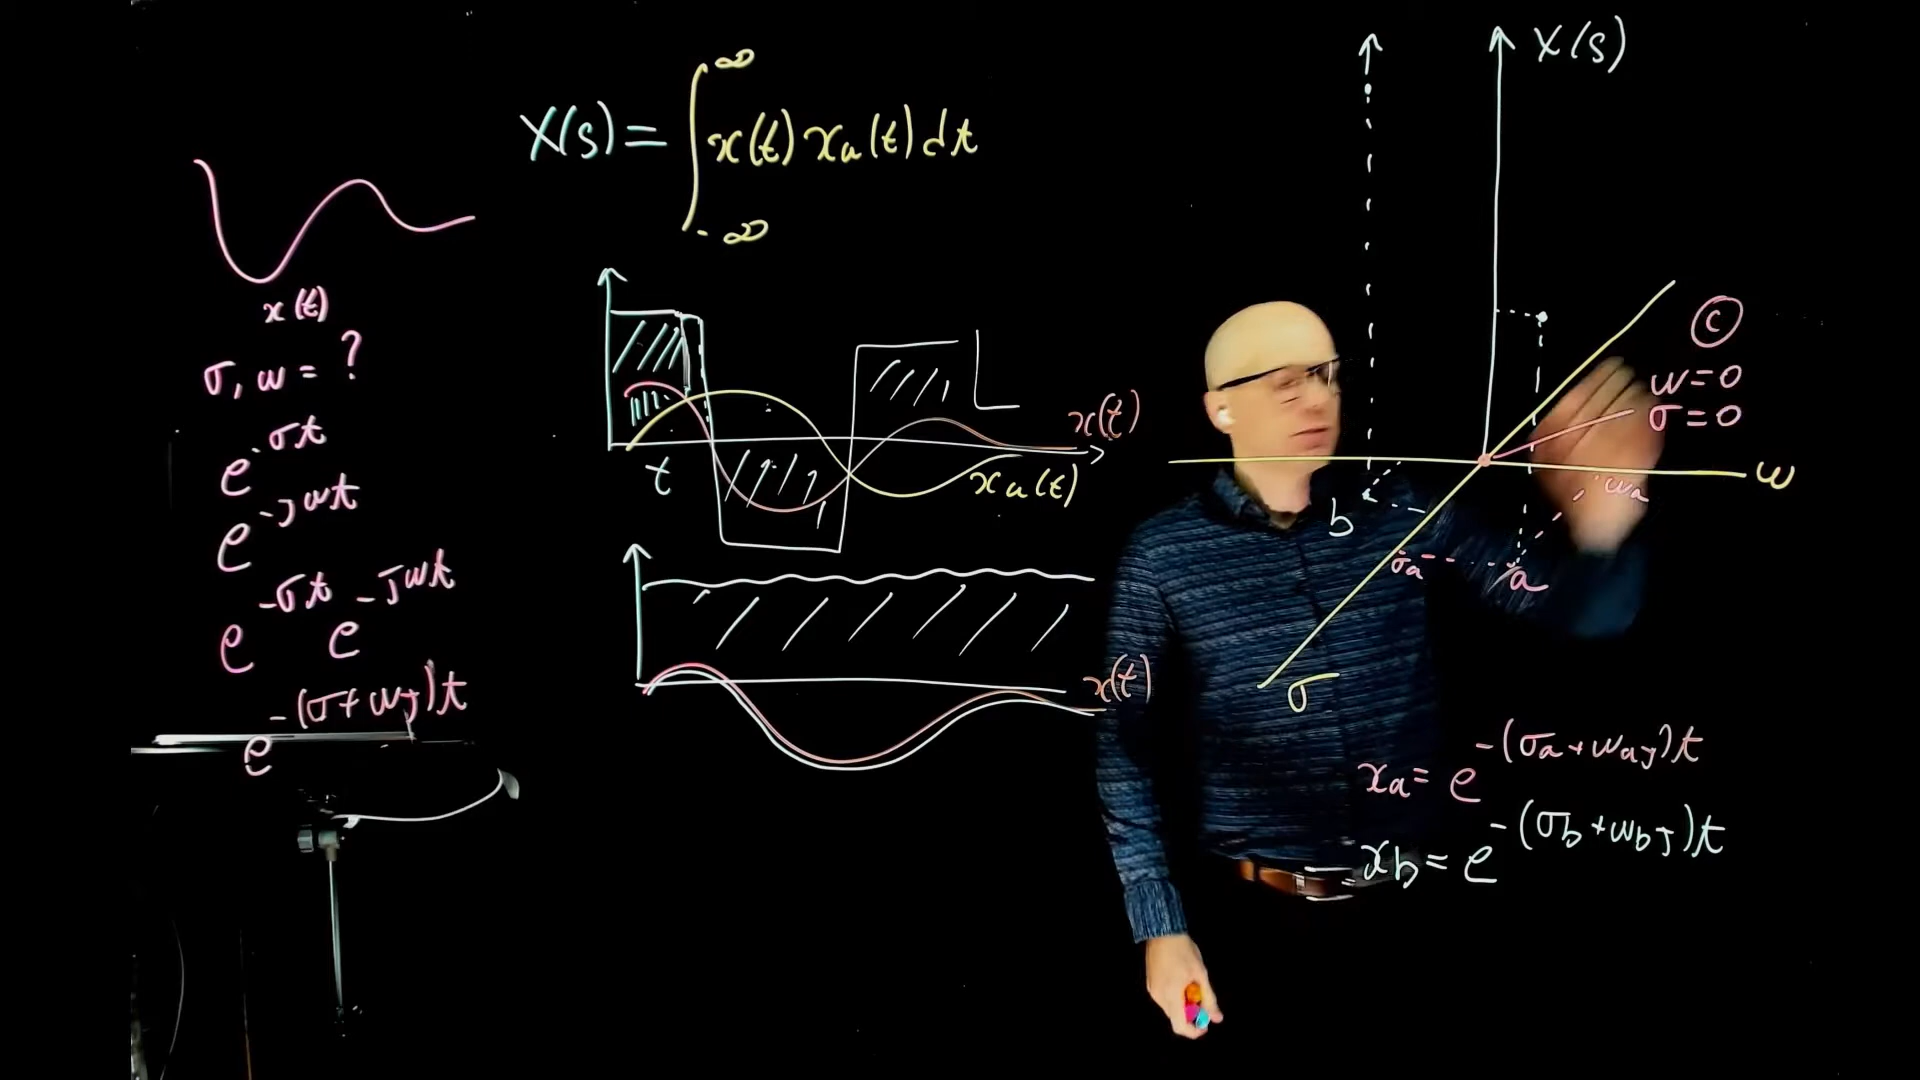 X(s) = ∫_{-∞}^{∞} x(t) x_a(t) dt
x(t)
σ, ω = ?
e^{-σt}
e^{-jωt}
e^{-σt} e^{-jωt}
e^{-(σ+ωj)t}
x(t)
t
x_a(t)
x(t)
X(s)
c
ω=0
σ=0
ω
ω_a
b
σ_a
a
σ
x_a = e^{-(σ_a+ω_a j)t}
x_b = e^{-(σ_b+ω_b j)t}